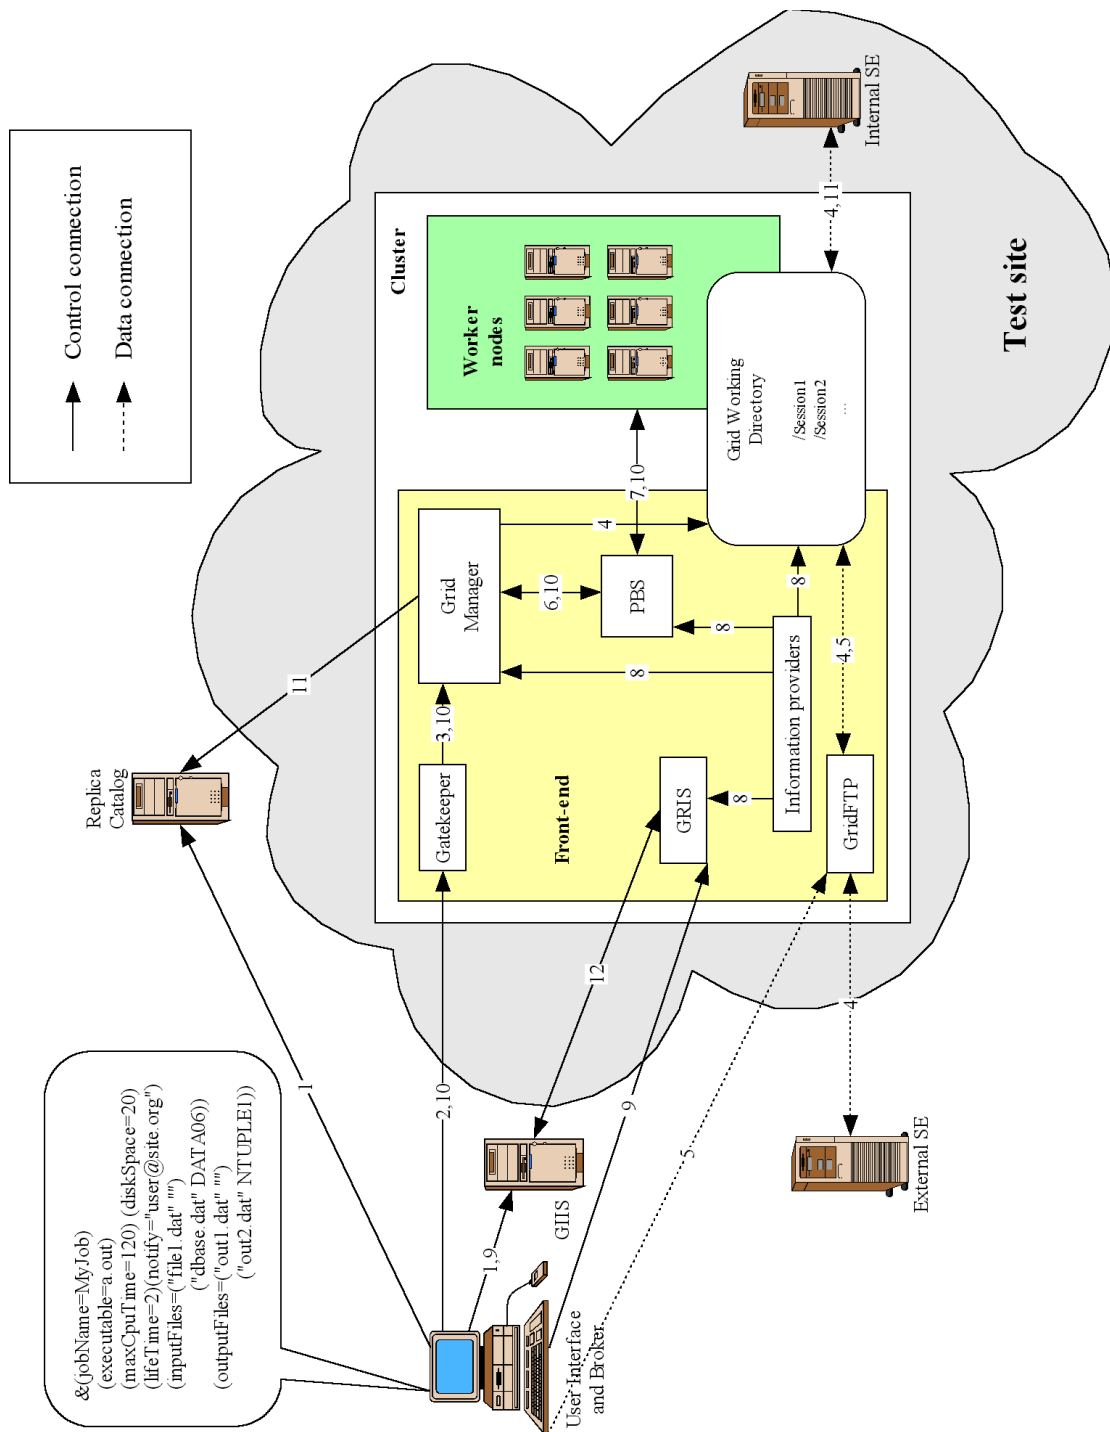 &(jobName=MyJob)
(executable=a.out)
(maxCpuTime=120) (diskSpace=20)
(lifeTime=2)(notify="user@site.org")
(inputFiles=("file1.dat" "")
("dbase.dat" DATA06))
(outputFiles=("out1.dat" "")
("out2.dat" NTUPLE1))
Replica
Catalog
Control connection
Data connection
1
11
2,10
1,9
9
5
12
4
User Interface
and Broker
GIIS
External SE
Cluster
Front-end
Gatekeeper
3,10
Grid
Manager
6,10
4
PBS
7,10
8
8
8
8
GRIS
Information providers
GridFTP
4,5
Worker
nodes
Grid Working
Directory
/Session1
/Session2
...
4,11
Internal SE
Test site